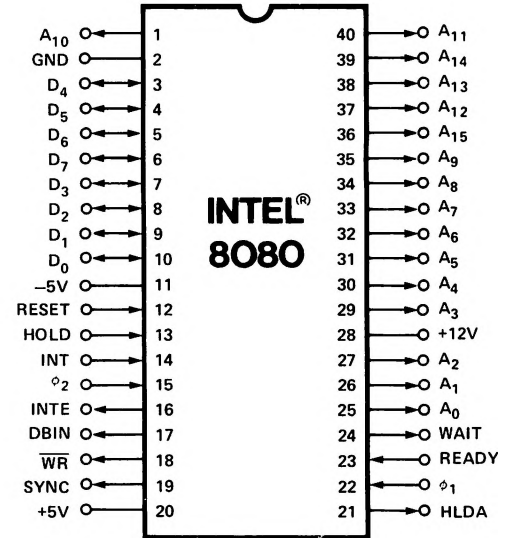 A10 1 40 A11
GND 2 39 A14
D4 3 38 A13
D5 4 37 A12
D6 5 36 A15
D7 6 35 A9
D3 7 34 A8
D2 8 33 A7
D1 9 32 A6
D0 10 31 A5
−5V 11 30 A4
RESET 12 29 A3
HOLD 13 28 +12V
INT 14 27 A2
ϕ2 15 26 A1
INTE 16 25 A0
DBIN 17 24 WAIT
WR 18 23 READY
SYNC 19 22 ϕ1
+5V 20 21 HLDA
INTEL®
8080